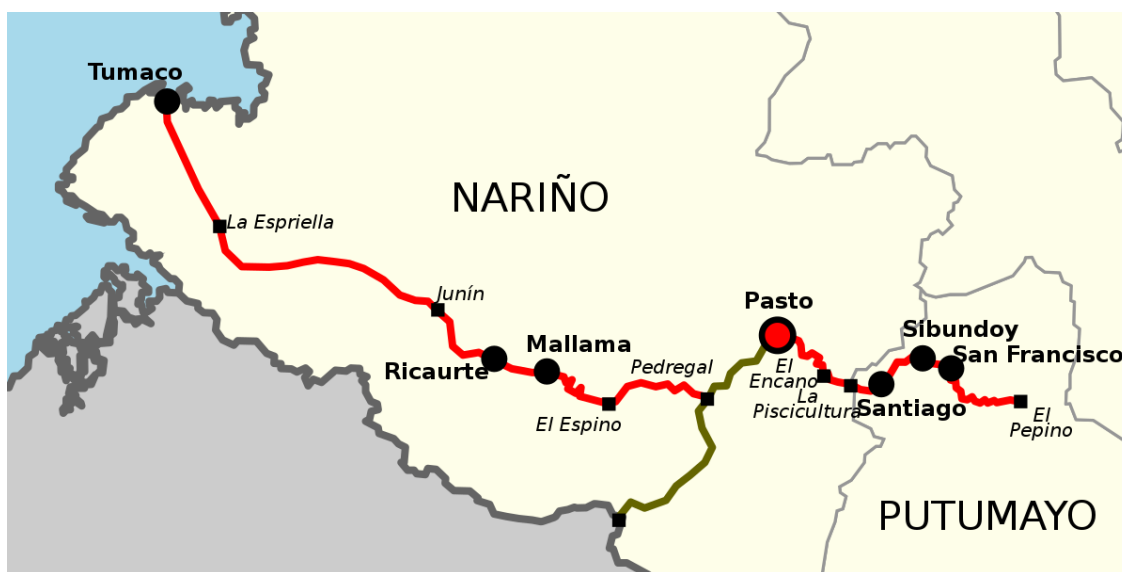 Tumaco
NARIÑO
La Espriella
Junín
Pasto
Sibundoy
Mallama
San Francisco
Ricaurte
Pedregal
El
Encano
La
Piscicultura
Santiago
El Espino
El
Pepino
PUTUMAYO